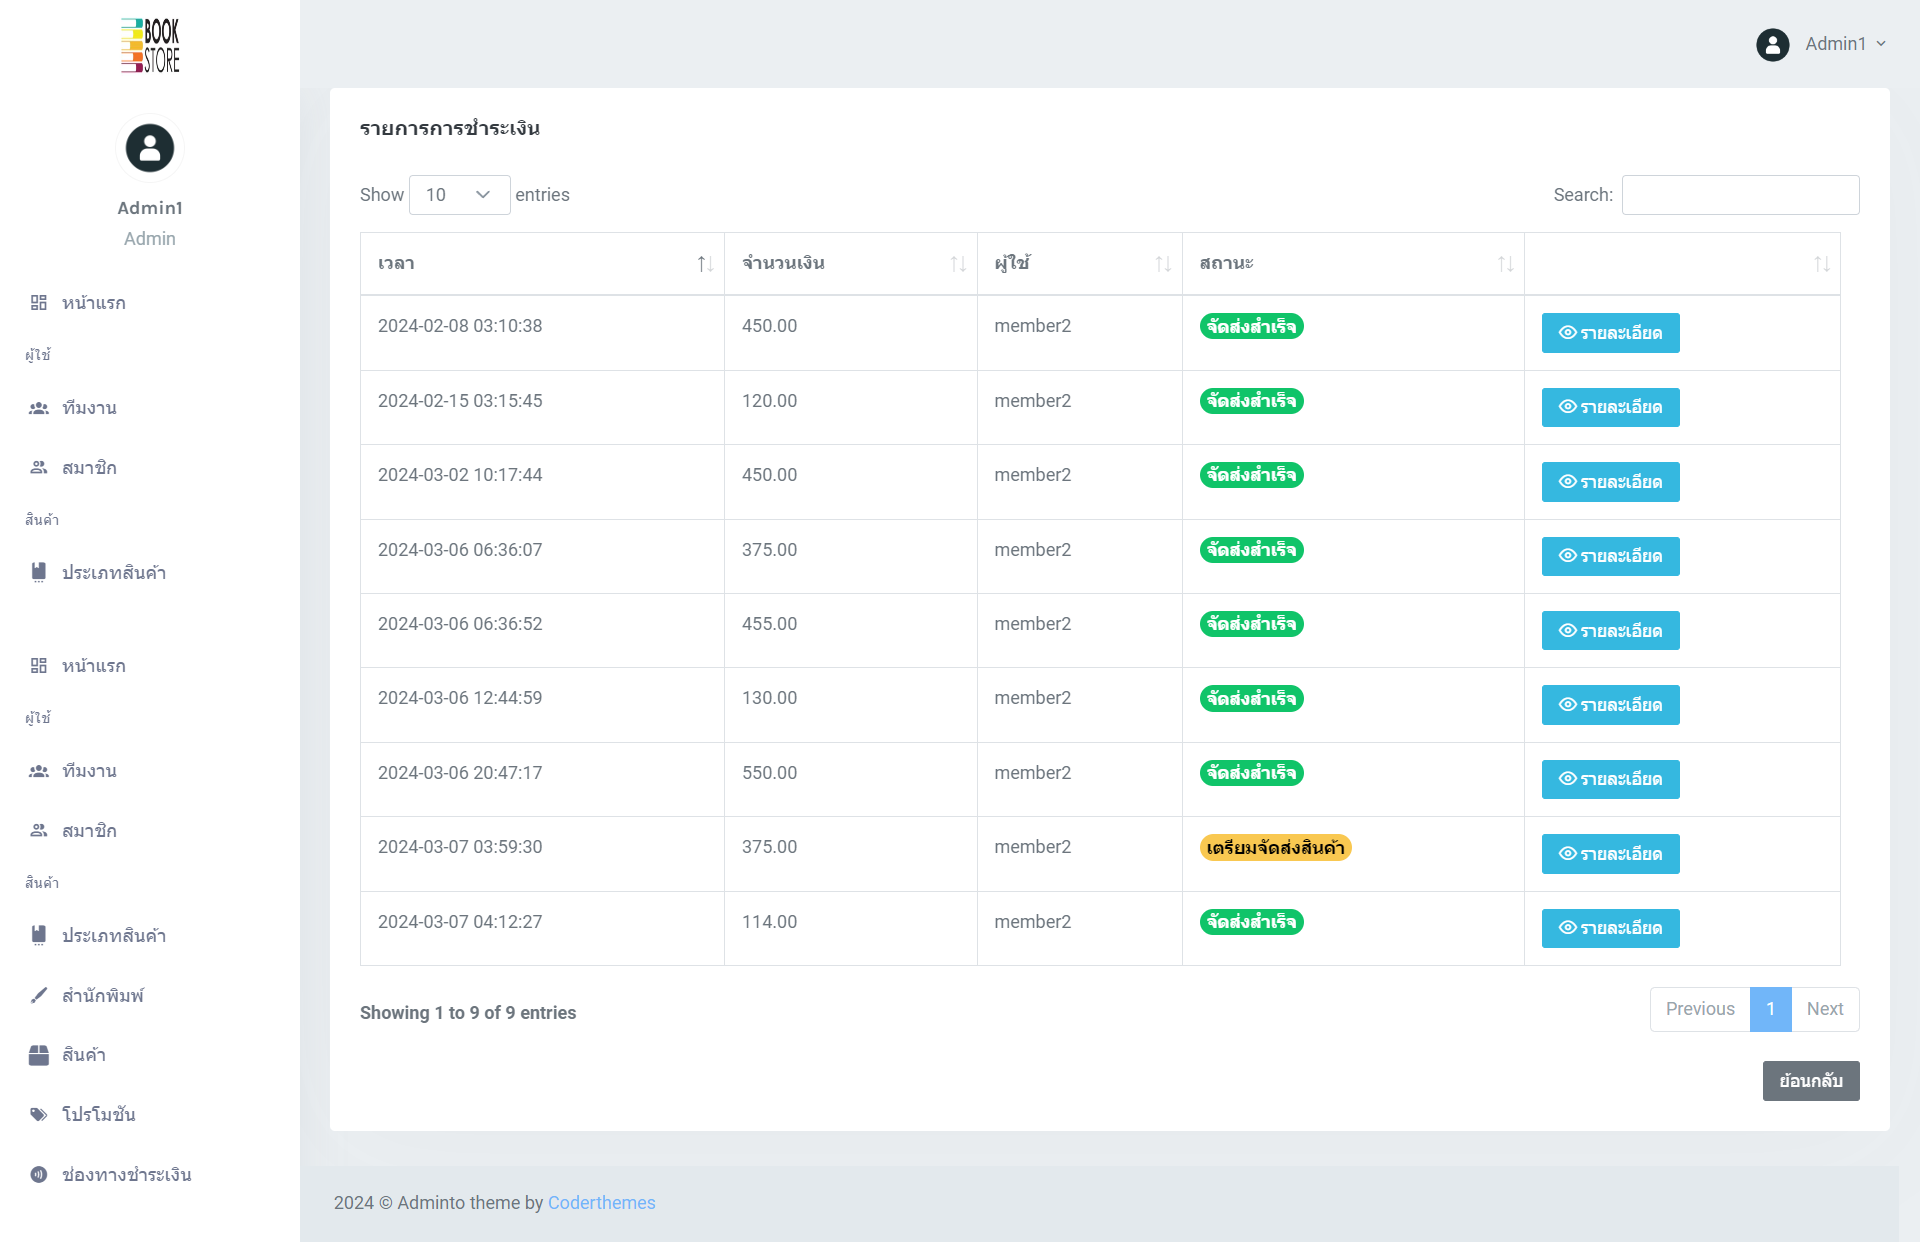 BOOK
STORE
Admin1
Admin
หน้าแรก
ผู้ใช้
ทีมงาน
สมาชิก
สินค้า
ประเภทสินค้า
หน้าแรก
ผู้ใช้
ทีมงาน
สมาชิก
สินค้า
ประเภทสินค้า
สำนักพิมพ์
สินค้า
โปรโมชัน
ช่องทางชำระเงิน
Admin1
รายการการชำระเงิน
Show 10 entries Search:
เวลา จำนวนเงิน ผู้ใช้ สถานะ
2024-02-08 03:10:38 450.00 member2 จัดส่งสำเร็จ รายละเอียด
2024-02-15 03:15:45 120.00 member2 จัดส่งสำเร็จ รายละเอียด
2024-03-02 10:17:44 450.00 member2 จัดส่งสำเร็จ รายละเอียด
2024-03-06 06:36:07 375.00 member2 จัดส่งสำเร็จ รายละเอียด
2024-03-06 06:36:52 455.00 member2 จัดส่งสำเร็จ รายละเอียด
2024-03-06 12:44:59 130.00 member2 จัดส่งสำเร็จ รายละเอียด
2024-03-06 20:47:17 550.00 member2 จัดส่งสำเร็จ รายละเอียด
2024-03-07 03:59:30 375.00 member2 เตรียมจัดส่งสินค้า รายละเอียด
2024-03-07 04:12:27 114.00 member2 จัดส่งสำเร็จ รายละเอียด
Showing 1 to 9 of 9 entries
Previous 1 Next
ย้อนกลับ
2024 © Adminto theme by Coderthemes